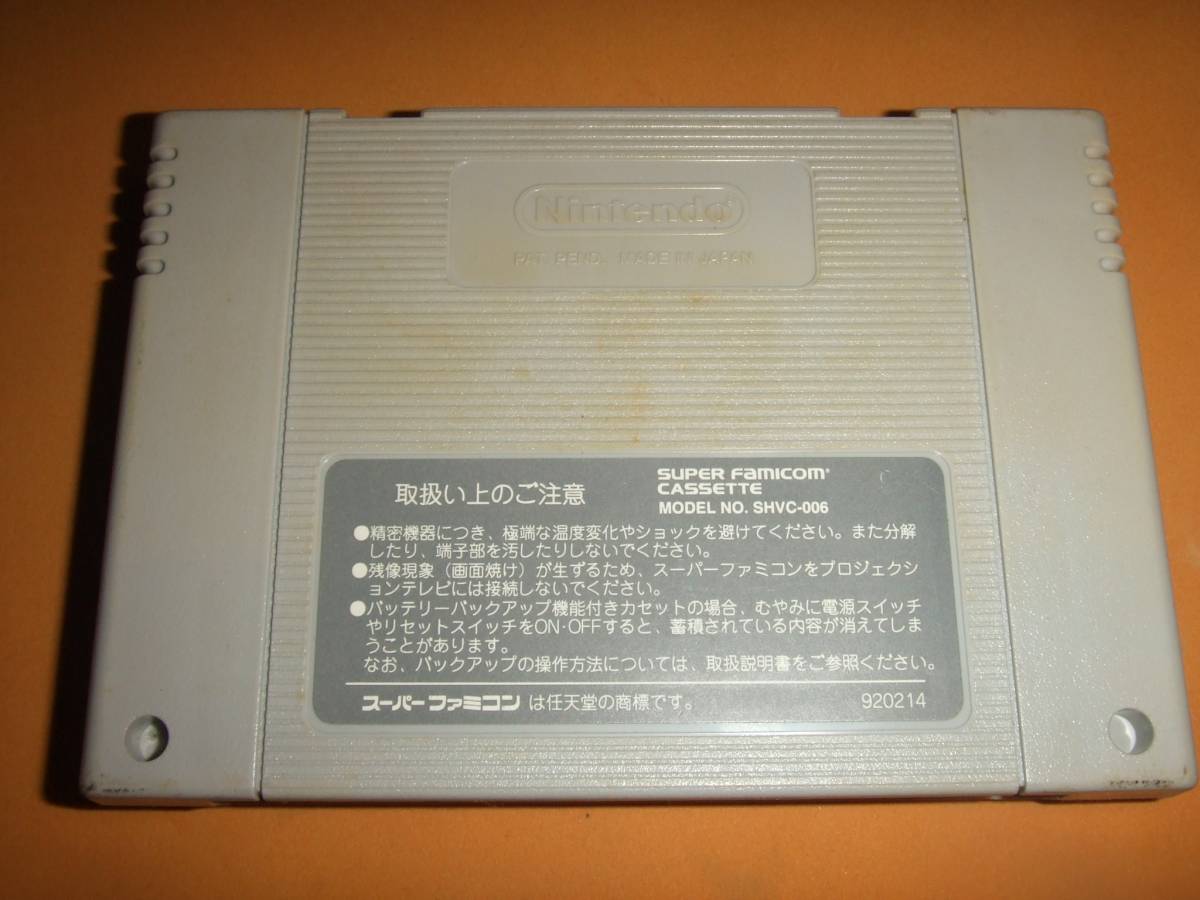 Nintendo
PAT. PEND. MADE IN JAPAN
取扱い上のご注意
SUPER FAMICOM
CASSETTE
MODEL NO. SHVC-006
●精密機器につき、極端な温度変化やショックを避けてください。また分解
したり、端子部を汚したりしないでください。
●残像現象（画面焼け）が生ずるため、スーパーファミコンをプロジェクシ
ョンテレビには接続しないでください。
●バッテリーバックアップ機能付きカセットの場合、むやみに電源スイッチ
やリセットスイッチをON·OFFすると、蓄積されている内容が消えてしま
うことがあります。
なお、バックアップの操作方法については、取扱説明書をご参照ください。
スーパーファミコン は任天堂の商標です。
920214